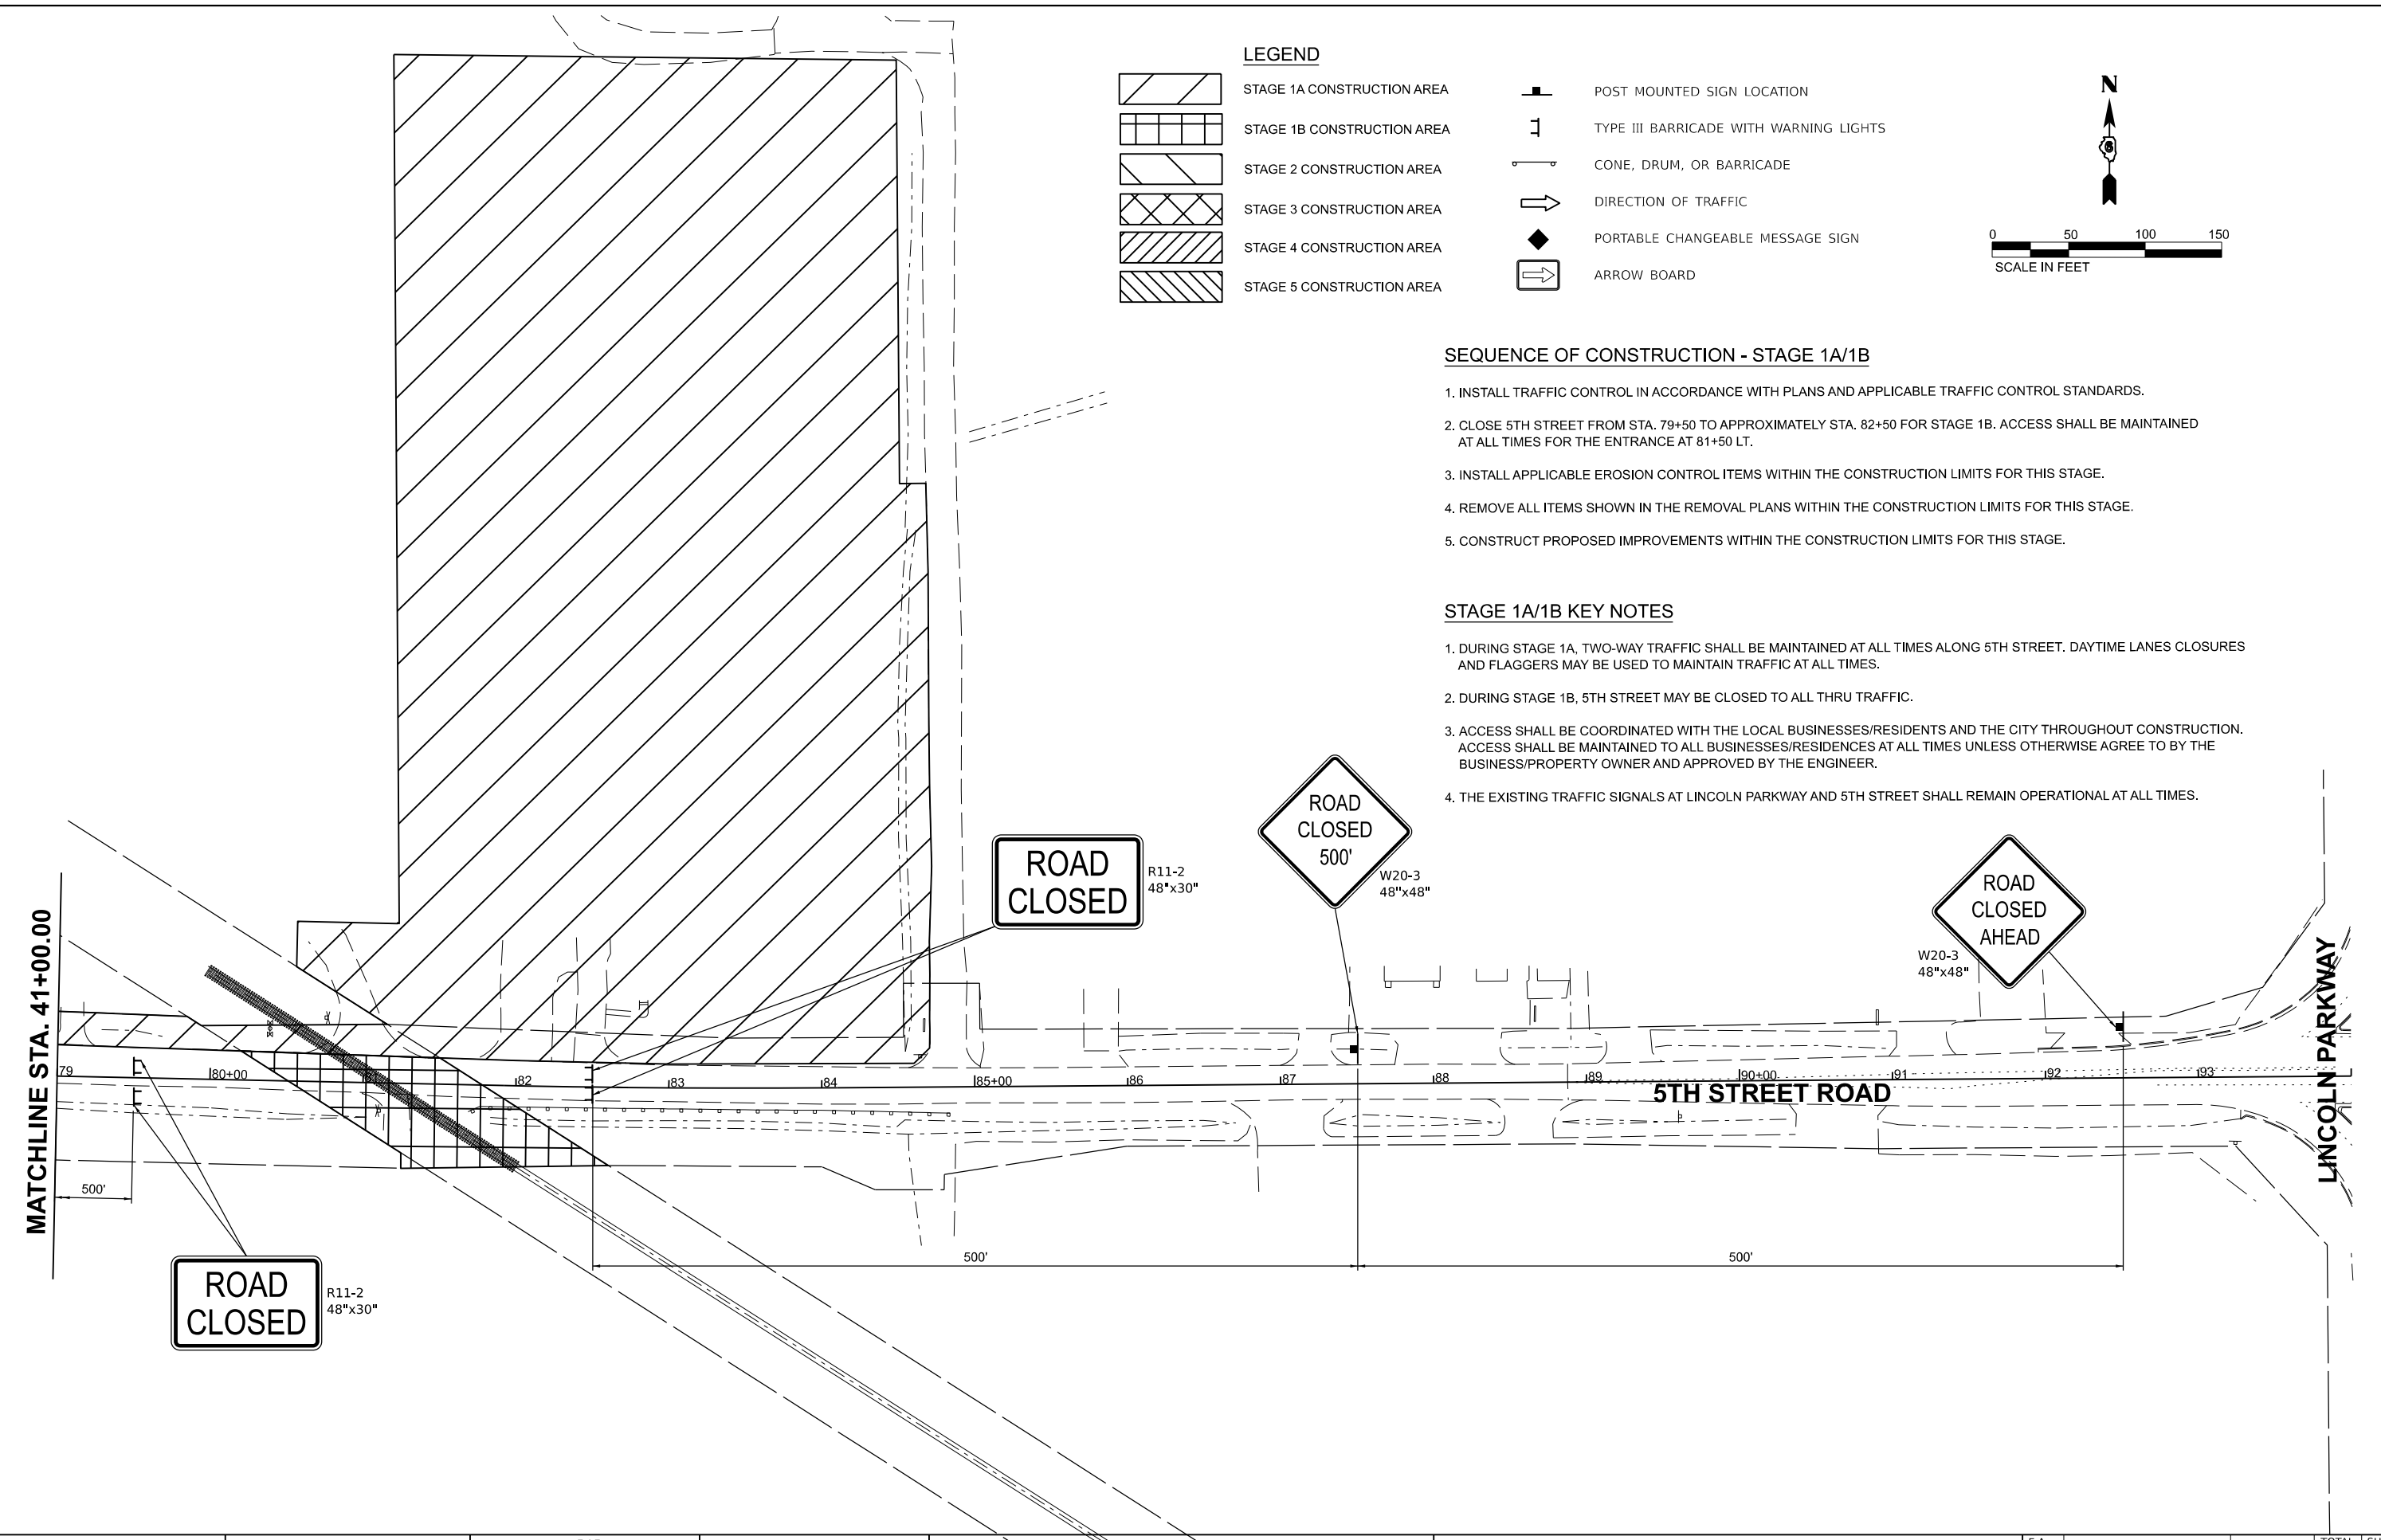 LEGEND
STAGE 1A CONSTRUCTION AREA
STAGE 1B CONSTRUCTION AREA
STAGE 2 CONSTRUCTION AREA
STAGE 3 CONSTRUCTION AREA
STAGE 4 CONSTRUCTION AREA
STAGE 5 CONSTRUCTION AREA
POST MOUNTED SIGN LOCATION
TYPE III BARRICADE WITH WARNING LIGHTS
CONE, DRUM, OR BARRICADE
DIRECTION OF TRAFFIC
PORTABLE CHANGEABLE MESSAGE SIGN
ARROW BOARD
N
6
0 50 100 150
SCALE IN FEET
SEQUENCE OF CONSTRUCTION - STAGE 1A/1B
1. INSTALL TRAFFIC CONTROL IN ACCORDANCE WITH PLANS AND APPLICABLE TRAFFIC CONTROL STANDARDS.
2. CLOSE 5TH STREET FROM STA. 79+50 TO APPROXIMATELY STA. 82+50 FOR STAGE 1B. ACCESS SHALL BE MAINTAINED
AT ALL TIMES FOR THE ENTRANCE AT 81+50 LT.
3. INSTALL APPLICABLE EROSION CONTROL ITEMS WITHIN THE CONSTRUCTION LIMITS FOR THIS STAGE.
4. REMOVE ALL ITEMS SHOWN IN THE REMOVAL PLANS WITHIN THE CONSTRUCTION LIMITS FOR THIS STAGE.
5. CONSTRUCT PROPOSED IMPROVEMENTS WITHIN THE CONSTRUCTION LIMITS FOR THIS STAGE.
STAGE 1A/1B KEY NOTES
1. DURING STAGE 1A, TWO-WAY TRAFFIC SHALL BE MAINTAINED AT ALL TIMES ALONG 5TH STREET. DAYTIME LANES CLOSURES
AND FLAGGERS MAY BE USED TO MAINTAIN TRAFFIC AT ALL TIMES.
2. DURING STAGE 1B, 5TH STREET MAY BE CLOSED TO ALL THRU TRAFFIC.
3. ACCESS SHALL BE COORDINATED WITH THE LOCAL BUSINESSES/RESIDENTS AND THE CITY THROUGHOUT CONSTRUCTION.
ACCESS SHALL BE MAINTAINED TO ALL BUSINESSES/RESIDENCES AT ALL TIMES UNLESS OTHERWISE AGREE TO BY THE
BUSINESS/PROPERTY OWNER AND APPROVED BY THE ENGINEER.
4. THE EXISTING TRAFFIC SIGNALS AT LINCOLN PARKWAY AND 5TH STREET SHALL REMAIN OPERATIONAL AT ALL TIMES.
ROAD
CLOSED
R11-2
48"x30"
ROAD
CLOSED
500'
W20-3
48"x48"
ROAD
CLOSED
AHEAD
W20-3
48"x48"
MATCHLINE STA. 41+00.00
79 80+00 82 83 84 85+00 86 87 88 89 90+00 91 92 93
5TH STREET ROAD
LINCOLN PARKWAY
500'
500'
500'
ROAD
CLOSED
R11-2
48"x30"